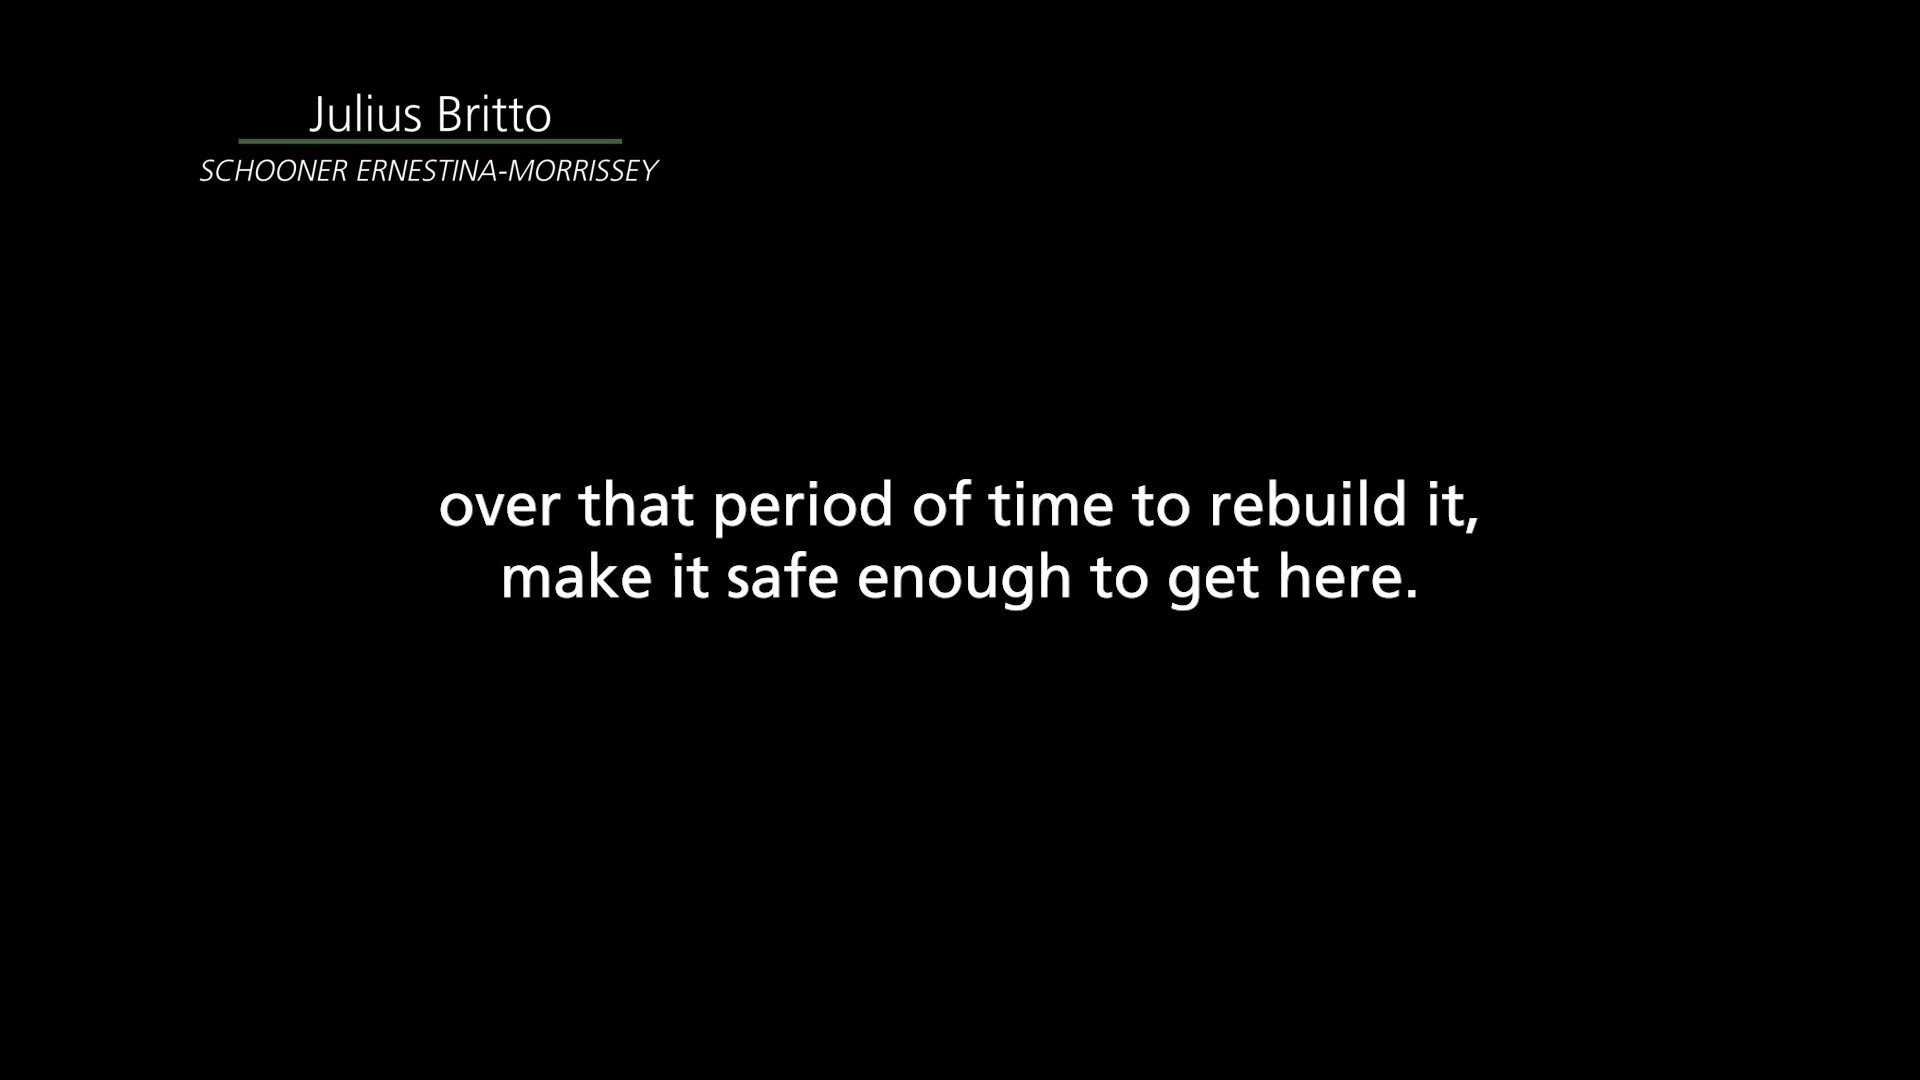 Julius Britto
SCHOONER ERNESTINA-MORRISSEY
over that period of time to rebuild it,
make it safe enough to get here.